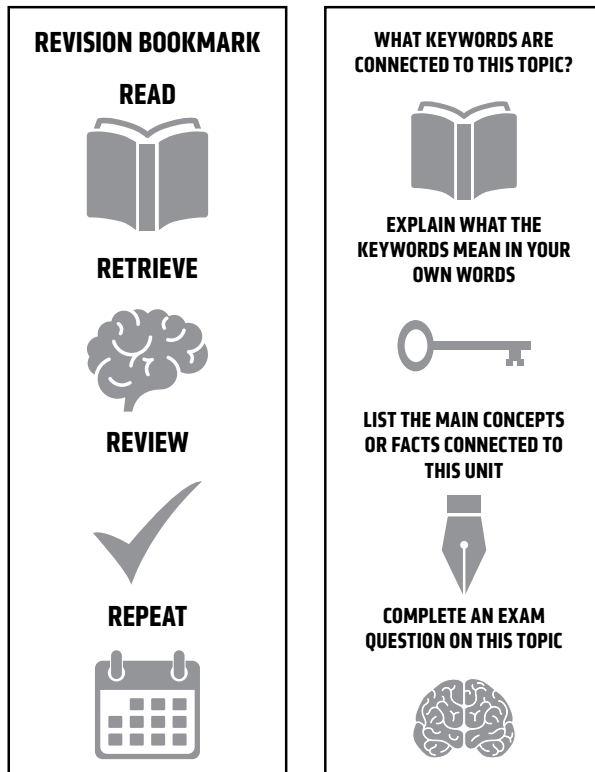 REVISION BOOKMARK
READ
RETRIEVE
REVIEW
REPEAT
WHAT KEYWORDS ARE
CONNECTED TO THIS TOPIC?
EXPLAIN WHAT THE
KEYWORDS MEAN IN YOUR
OWN WORDS
LIST THE MAIN CONCEPTS
OR FACTS CONNECTED TO
THIS UNIT
COMPLETE AN EXAM
QUESTION ON THIS TOPIC